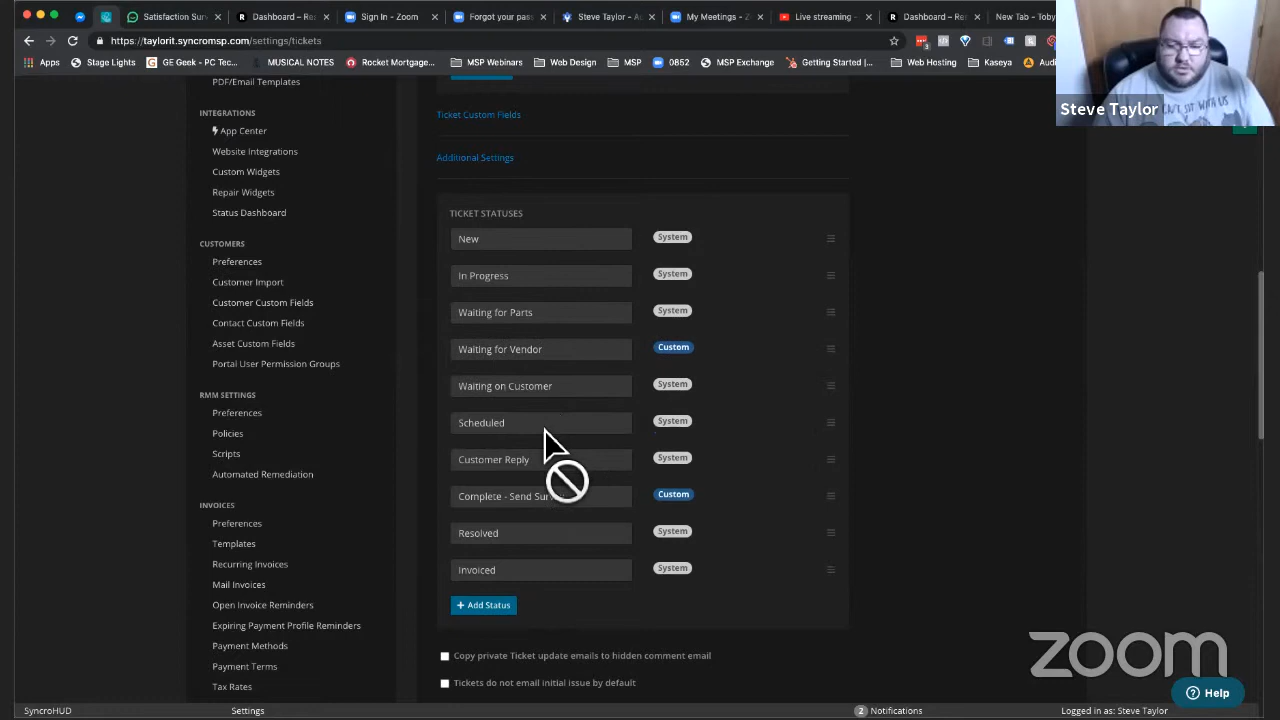 Satisfaction Surv
Dashboard – Re
Sign In - Zoom
Forgot your pas
Steve Taylor - A
My Meetings - Z
Live streaming -
Dashboard – Re
New Tab - Toby
https://taylorit.syncromsp.com/settings/tickets
3
Apps
Stage Lights
GE Geek - PC Tec...
MUSICAL NOTES
Rocket Mortgage...
MSP Webinars
Web Design
MSP
0852
MSP Exchange
Getting Started |...
Web Hosting
Kaseya
Audi
Steve Taylor
CAN'T SIT WITH US
PDF/Email Templates
INTEGRATIONS
App Center
Website Integrations
Custom Widgets
Repair Widgets
Status Dashboard
CUSTOMERS
Preferences
Customer Import
Customer Custom Fields
Contact Custom Fields
Asset Custom Fields
Portal User Permission Groups
RMM SETTINGS
Preferences
Policies
Scripts
Automated Remediation
INVOICES
Preferences
Templates
Recurring Invoices
Mail Invoices
Open Invoice Reminders
Expiring Payment Profile Reminders
Payment Methods
Payment Terms
Tax Rates
Ticket Custom Fields
Additional Settings
TICKET STATUSES
New System
In Progress System
Waiting for Parts System
Waiting for Vendor Custom
Waiting on Customer System
Scheduled System
Customer Reply System
Complete - Send Sur Custom
Resolved System
Invoiced System
+ Add Status
Copy private Ticket update emails to hidden comment email
Tickets do not email initial issue by default
zoom
Help
SyncroHUD
Settings
2 Notifications
Logged in as: Steve Taylor